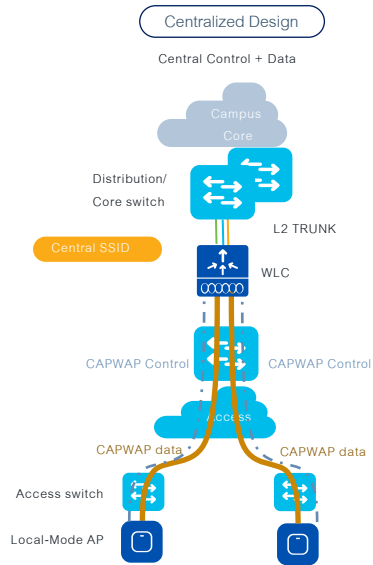 Centralized Design
Central Control + Data
Campus
Core
Distribution/
Core switch
L2 TRUNK
Central SSID
WLC
CAPWAP Control
CAPWAP Control
Access
CAPWAP data
CAPWAP data
Access switch
Local-Mode AP